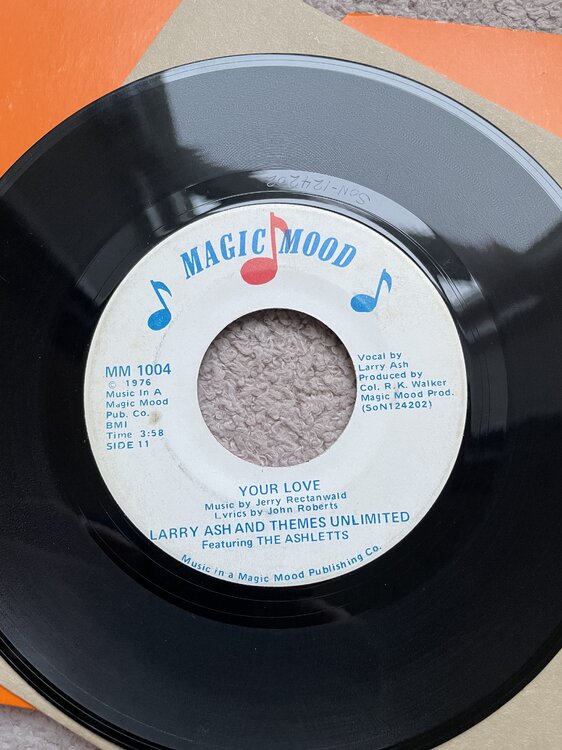 SoN-124202
MAGIC MOOD
MM 1004
© 1976
Music In A
Magic Mood
Pub. Co.
BMI
Time 3:58
SIDE 11
Vocal by
Larry Ash
Produced by
Col. R.K. Walker
Magic Mood Prod.
(SoN124202)
YOUR LOVE
Music by Jerry Rectanwald
Lyrics by John Roberts
LARRY ASH AND THEMES UNLIMITED
Featuring THE ASHLETTS
Music in a Magic Mood Publishing Co.